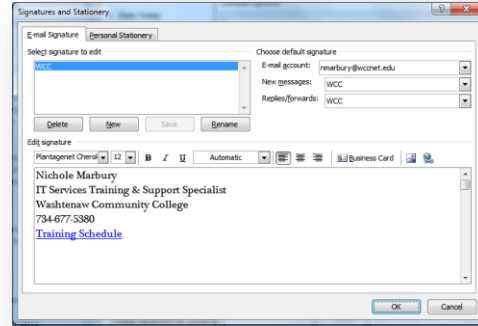 Signatures and Stationery
E-mail Signature
Personal Stationery
Select signature to edit
WCC
Delete
New
Save
Rename
Choose default signature
E-mail account:
nmarbury@wccnet.edu
New messages:
WCC
Replies/forwards:
WCC
Edit signature
Plantagenet Cherol
12
B
I
U
Automatic
Business Card
Nichole Marbury
IT Services Training & Support Specialist
Washtenaw Community College
734-677-5380
Training Schedule
OK
Cancel